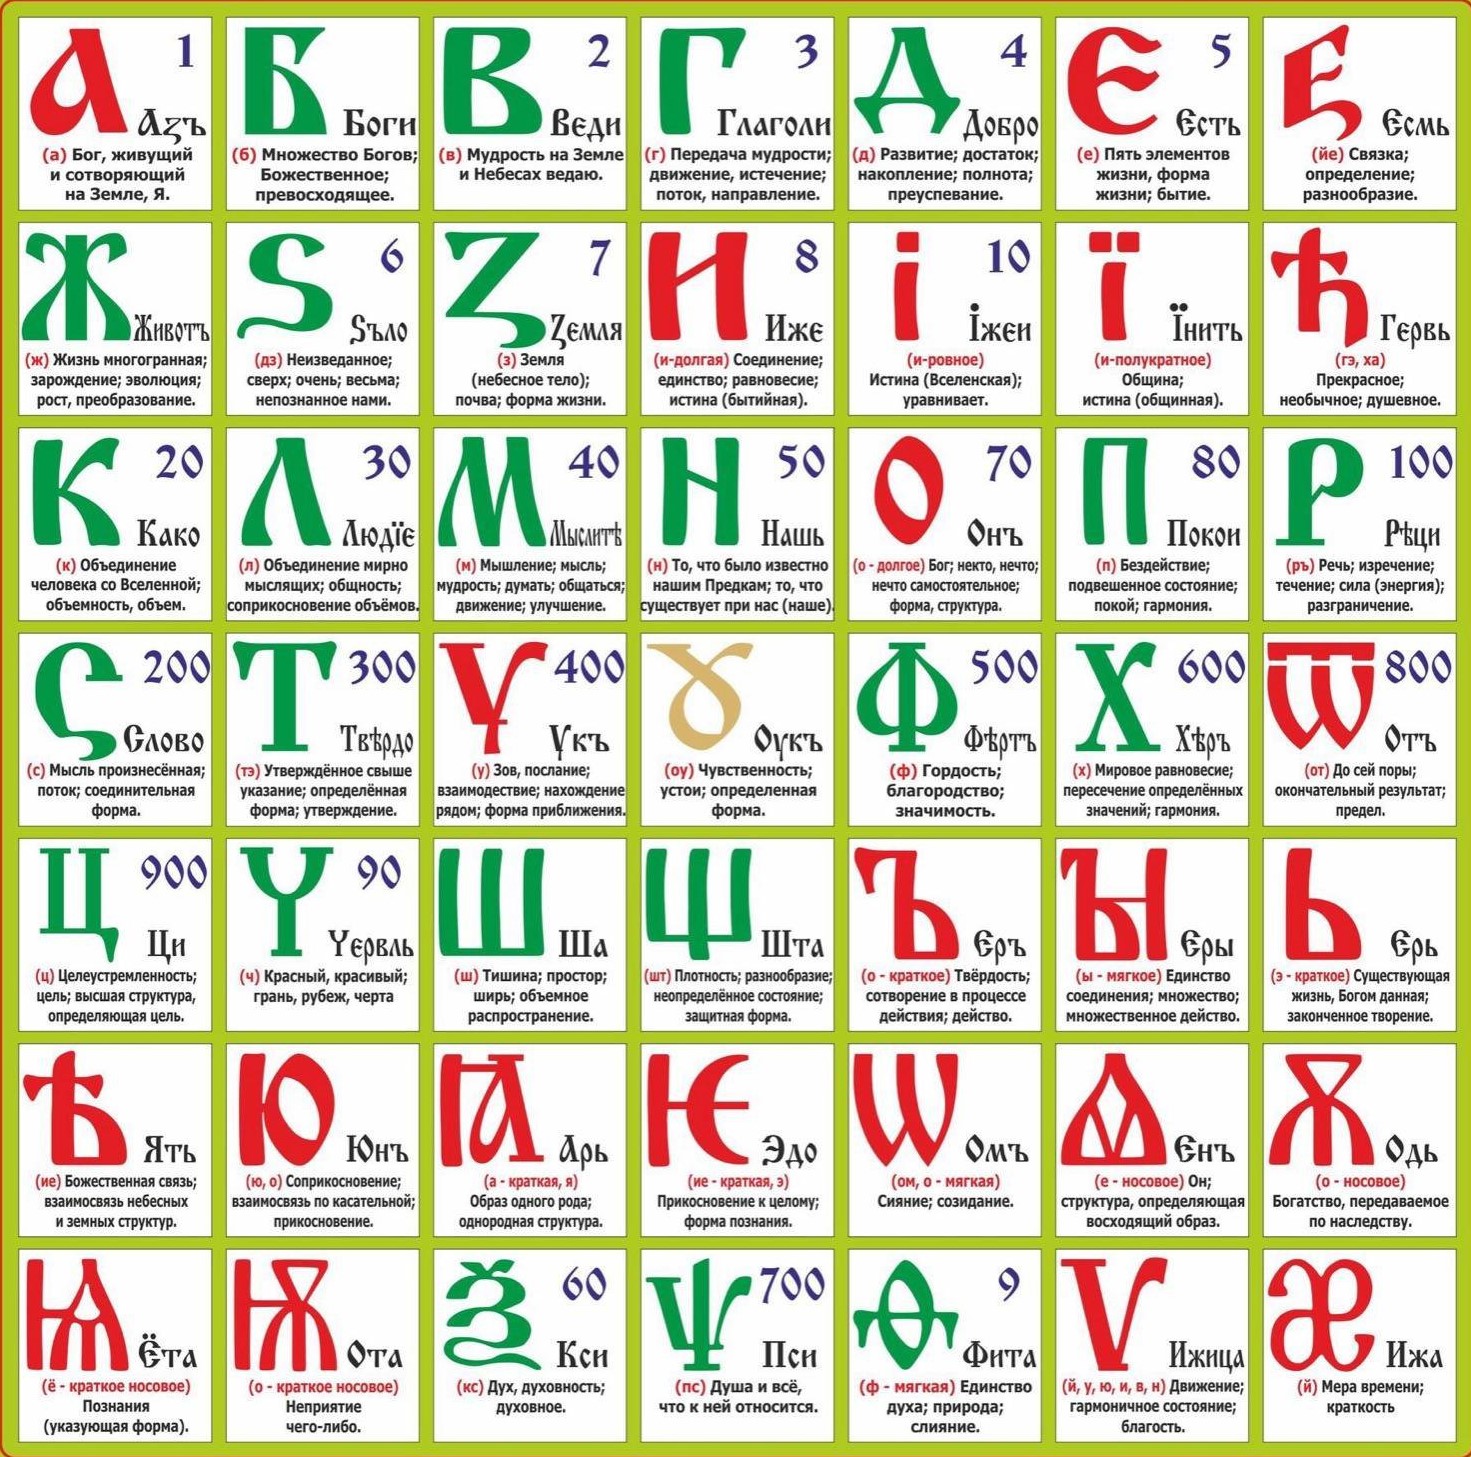 А 1
Азъ
(а) Бог, живущий
и сотворяющий
на Земле, Я.
Б
Боги
(б) Множество Богов;
Божественное;
превосходящее.
В 2
Веди
(в) Мудрость на Земле
и Небесах ведаю.
Г 3
Глаголи
(г) Передача мудрости;
движение, истечение;
поток, направление.
Д 4
Добро
(д) Развитие; достаток;
накопление; полнота;
преуспевание.
Є 5
Єсть
(е) Пять элементов
жизни, форма
жизни; бытие.
Ѯ
Єсмь
(йе) Связка;
определение;
разнообразие.
Ж
Животъ
(ж) Жизнь многогранная;
зарождение; эволюция;
рост, преобразование.
Ѕ 6
Ѕъло
(дз) Неизведанное;
сверх; очень; весьма;
непознанное нами.
Ꙁ 7
Ꙁємля
(з) Земля
(небесное тело);
почва; форма жизни.
И 8
Ижє
(и-долгая) Соединение;
единство; равновесие;
истина (бытийная).
і 10
Іжєи
(и-ровное)
Истина (Вселенская);
уравнивает.
ї
Їнить
(и-полукратное)
Община;
истина (общинная).
Ћ
Гєрвь
(гэ, ха)
Прекрасное;
необычное; душевное.
К 20
Како
(к) Объединение
человека со Вселенной;
объемность, объем.
Л 30
Людїє
(л) Объединение мирно
мыслящих; общность;
соприкосновение объёмов.
М 40
Мыслитѣ
(м) Мышление; мысль;
мудрость; думать; общаться;
движение; улучшение.
Н 50
Нашь
(н) То, что было известно
нашим Предкам; то, что
существует при нас (наше).
О 70
Онъ
(о - долгое) Бог; некто, нечто;
нечто самостоятельное;
форма, структура.
П 80
Покои
(п) Бездействие;
подвешенное состояние;
покой; гармония.
Р 100
Рѣци
(ръ) Речь; изречение;
течение; сила (энергия);
разграничение.
С 200
Слово
(с) Мысль произнесённая;
поток; соединительная
форма.
Т 300
Твѣрдо
(тэ) Утверждённое свыше
указание; определённая
форма; утверждение.
Ү 400
Үкъ
(у) Зов, послание;
взаимодествие; нахождение
рядом; форма приближения.
Ꙋ
Оукъ
(оу) Чувственность;
устои; определенная
форма.
Ф 500
Фѣртъ
(ф) Гордость;
благородство;
значимость.
Х 600
Хѣръ
(х) Мировое равновесие;
пересечение определённых
значений; гармония.
Ѿ 800
Отъ
(от) До сей поры;
окончательный результат;
предел.
Ц 900
Ци
(ц) Целеустремленность;
цель; высшая структура,
определяющая цель.
Ч 90
Чєрвль
(ч) Красный, красивый;
грань, рубеж, черта
Ш
Ша
(ш) Тишина; простор;
ширь; объемное
распространение.
Щ
Шта
(шт) Плотность; разнообразие;
неопределённое состояние;
защитная форма.
Ъ
Єръ
(о - краткое) Твёрдость;
сотворение в процессе
действия; действо.
Ꙑ
Єры
(ы - мягкое) Единство
соединения; множество;
множественное действо.
Ь
Єрь
(э - краткое) Существующая
жизнь, Богом данная;
законченное творение.
Ѣ
Ять
(ие) Божественная связь;
взаимосвязь небесных
и земных структур.
Ю
Юнъ
(ю, о) Соприкосновение;
взаимосвязь по касательной;
прикосновение.
Ꙗ
Арь
(а - краткая, я)
Образ одного рода;
однородная структура.
Ѥ
Эдо
(ие - краткая, э)
Прикосновение к целому;
форма познания.
Ѡ
Омъ
(ом, о - мягкая)
Сияние; созидание.
Ѧ
Єнъ
(е - носовое) Он;
структура, определяющая
восходящий образ.
Ѫ
Одь
(о - носовое)
Богатство, передаваемое
по наследству.
Ѩ
Ёта
(ё - краткое носовое)
Познания
(указующая форма).
Ѭ
Ота
(о - краткое носовое)
Неприятие
чего-либо.
Ѯ 60
Кси
(кс) Дух, духовность;
духовное.
Ѱ 700
Пси
(пс) Душа и всё,
что к ней относится.
Ѳ 9
Фита
(ф - мягкая) Единство
духа; природа;
слияние.
Ѵ
Ижица
(й, у, ю, и, в, н) Движение;
гармоничное состояние;
благость.
Æ
Ижа
(й) Мера времени;
краткость